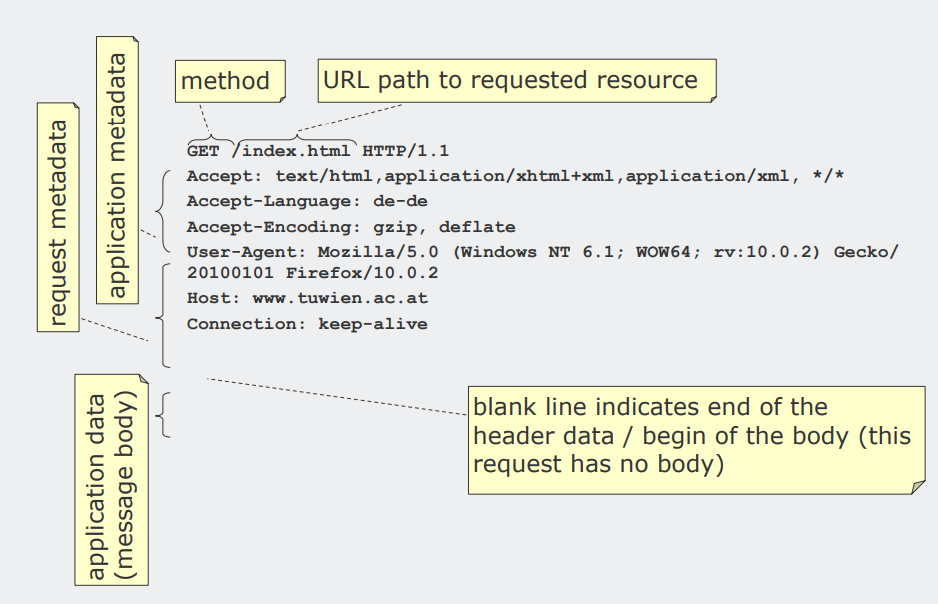 method
URL path to requested resource
application metadata
request metadata
GET /index.html HTTP/1.1
Accept: text/html,application/xhtml+xml,application/xml, */*
Accept-Language: de-de
Accept-Encoding: gzip, deflate
User-Agent: Mozilla/5.0 (Windows NT 6.1; WOW64; rv:10.0.2) Gecko/
20100101 Firefox/10.0.2
Host: www.tuwien.ac.at
Connection: keep-alive
application data
(message body)
blank line indicates end of the
header data / begin of the body (this
request has no body)